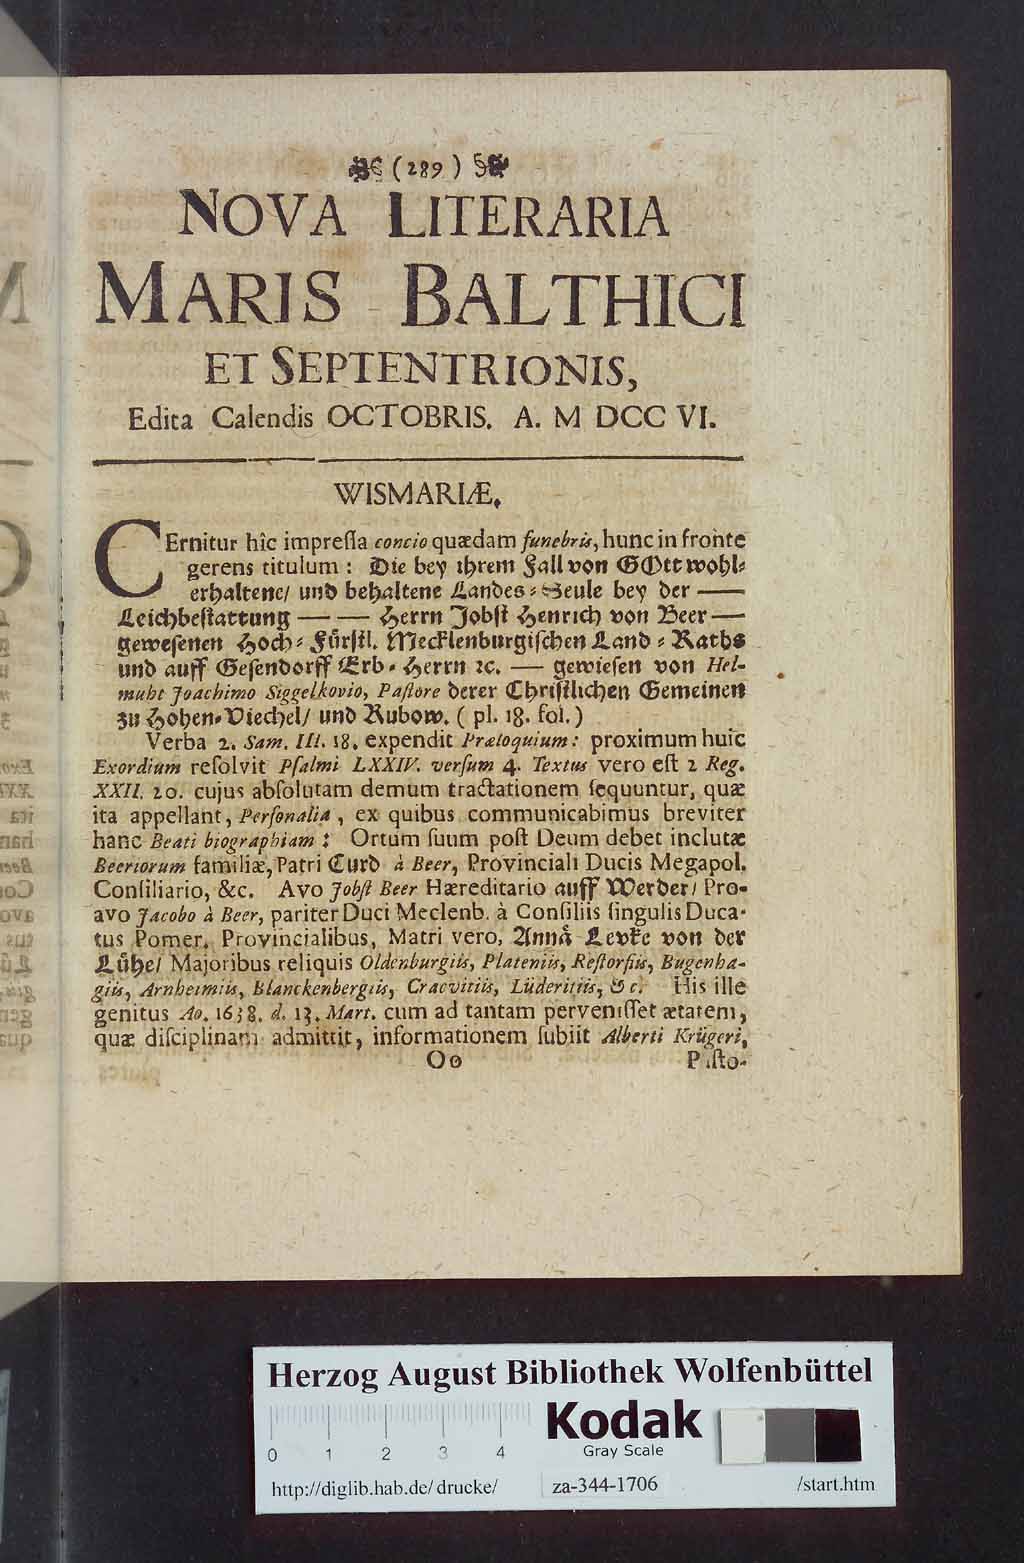 (289)
NOVA LITERARIA
MARIS BALTHICI
ET SEPTENTRIONIS,
Edita Calendis OCTOBRIS. A. M DCC VI.
WISMARIÆ.
CErnitur hîc impreſſa concio quædam funebris, hunc in fronte
gerens titulum: Die bey ihrem Fall von GOtt wohl⸗
erhaltene/ und behaltene Landes⸗Seule bey der ——
Leichbeſtattung — — Herrn Jobſt Henrich von Beer —
geweſenen Hoch⸗Fürſtl. Mecklenburgiſchen Land⸗Raths
und auff Geſendorff Erb⸗Herrn ꝛc. — gewieſen von Hel-
muht Joachimo Siggelkovio, Paſtore derer Chriſtlichen Gemeinen
zu Hohen⸗Viechel/ und Rubow. ( pl. 18. fol.)
Verba 2. Sam. III. 18. expendit Præloquium: proximum huic
Exordium reſolvit Pſalmi LXXIV. verſum 4. Textus vero eſt 2 Reg.
XXII. 20. cujus abſolutam demum tractationem ſequuntur, quæ
ita appellant, Perſonalia, ex quibus communicabimus breviter
hanc Beati biographiam: Ortum ſuum poſt Deum debet inclutæ
Beeriorum familiæ, Patri Curd à Beer, Provinciali Ducis Megapol.
Conſiliario, &c. Avo Jobſt Beer Hæreditario auff Werder/ Pro-
avo Jacobo à Beer, pariter Duci Meclenb. à Conſiliis ſingulis Duca-
tus Pomer. Provincialibus, Matri vero, Annä Levke von der
Lühe/ Majoribus reliquis Oldenburgiis, Plateniis, Reſtorfiis, Bugenha-
giis, Arnheimiis, Blanckenbergiis, Cracvitiis, Lüderitiis, &c. His ille
genitus Ao. 1638. d. 13. Mart. cum ad tantam perveniſſet ætatem,
quæ diſciplinam admittit, informationem ſubiit Alberti Krügeri,
Oo Piſto-
Herzog August Bibliothek Wolfenbüttel
Kodak
Gray Scale
0 1 2 3 4
http://diglib.hab.de/drucke/ za-344-1706 /start.htm